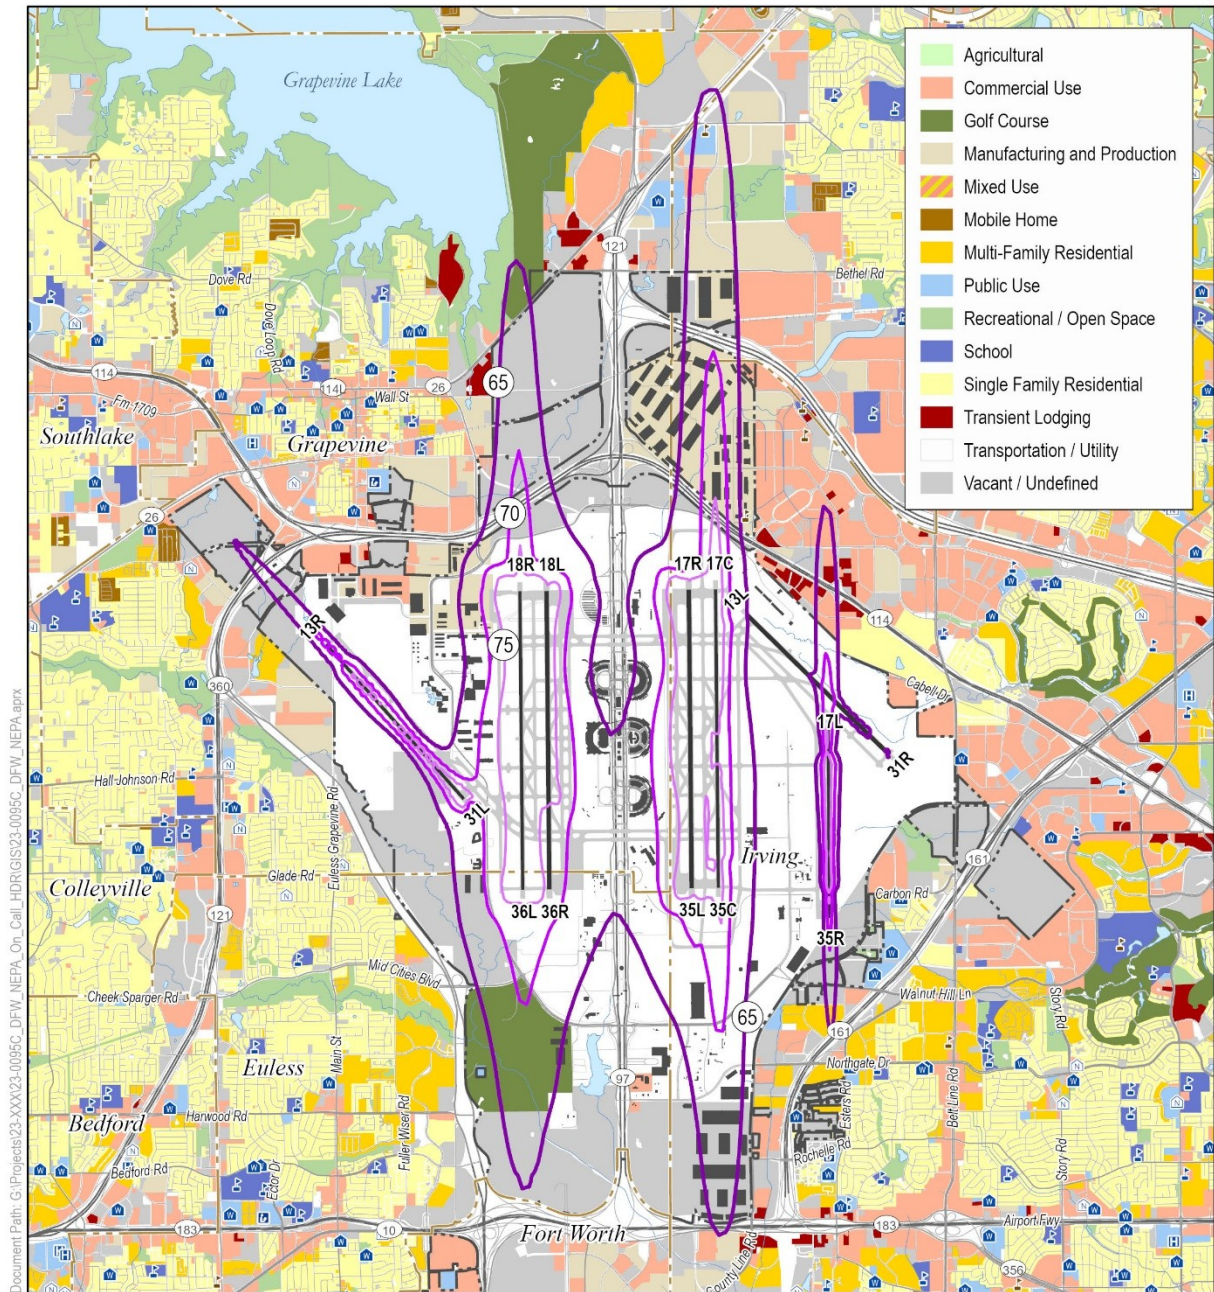 Grapevine Lake
Agricultural
Commercial Use
Golf Course
Manufacturing and Production
Mixed Use
Mobile Home
Multi-Family Residential
Public Use
Recreational / Open Space
School
Single Family Residential
Transient Lodging
Transportation / Utility
Vacant / Undefined
121
Dove Rd
Bethel Rd
Dove Loop Rd
114
114L
26
65
Fm 1709
Wall St
Southlake
Grapevine
26
70
18R 18L
17R 17C
13L
114
13R
75
360
Cabell Dr
17L
31R
Hall-Johnson Rd
Euless Grapevine Rd
31L
161
Irving
Colleyville
Glade Rd
Carbon Rd
121
36L 36R
35L 35C
35R
Mid Cities Blvd
Cheek Sparger Rd
Walnut Hill Ln
Story Rd
65
161
Main St
Euless
Northgate Dr
97
Esters Rd
Belt Line Rd
Bedford
Harwood Rd
Fuller Wiser Rd
Rochelle Rd
Bedford Rd
Ector Dr
Story Rd
183
10
Fort Worth
183
Airport Fwy
County Line Rd
356
Document Path: G:\Projects\23-XXX\23-0095C_DFW_NEPA_On_Call_HDR\GIS\23-0095C_DFW_NEPA.aprx